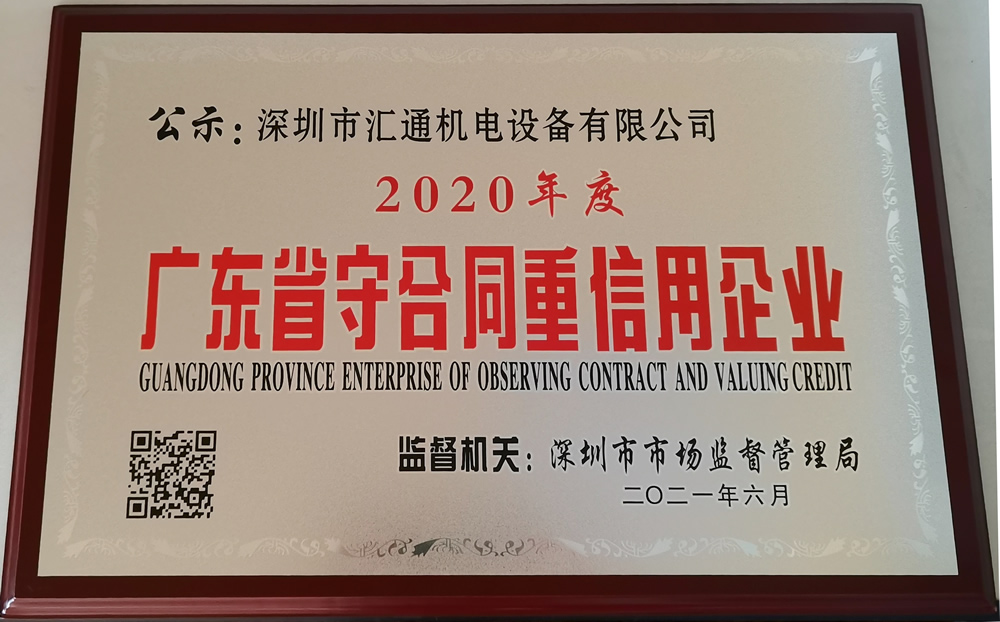 公示:深圳市汇通机电设备有限公司
2020年度
广东省守合同重信用企业
GUANGDONG PROVINCE ENTERPRISE OF OBSERVING CONTRACT AND VALUING CREDIT
监督机关:深圳市市场监督管理局
二〇二一年六月